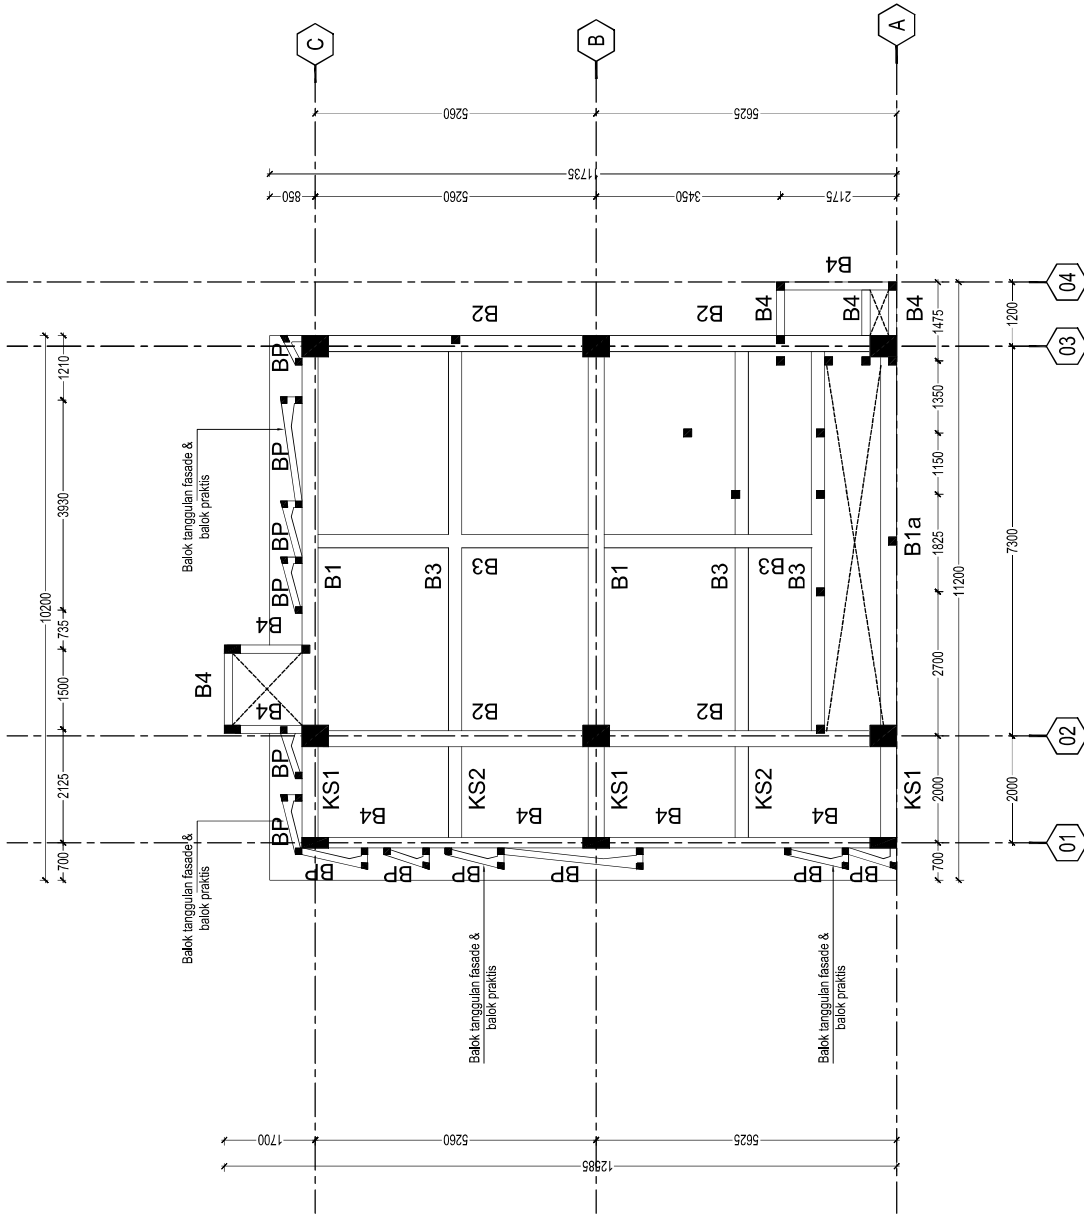 C
B
A
5260
5625
11735
850
5260
3450
2175
04
03
02
01
B4
B4
B4
B4
B2
B2
1475
1200
BP
BP
BP
BP
1210
3930
735
1500
2125
700
10200
Balok tanggulan fasade &
balok praktis
B1
B3
B3
B1
B3
B3
B3
B1a
1350
1150
1825
2700
2000
700
11200
7300
2000
B4
B4
B4
B2
B2
BP
BP
KS1
KS2
KS1
KS2
KS1
B4
B4
B4
B4
BP
BP
BP
BP
BP
BP
Balok tanggulan fasade &
balok praktis
Balok tanggulan fasade &
balok praktis
Balok tanggulan fasade &
balok praktis
1700
5260
5625
12585